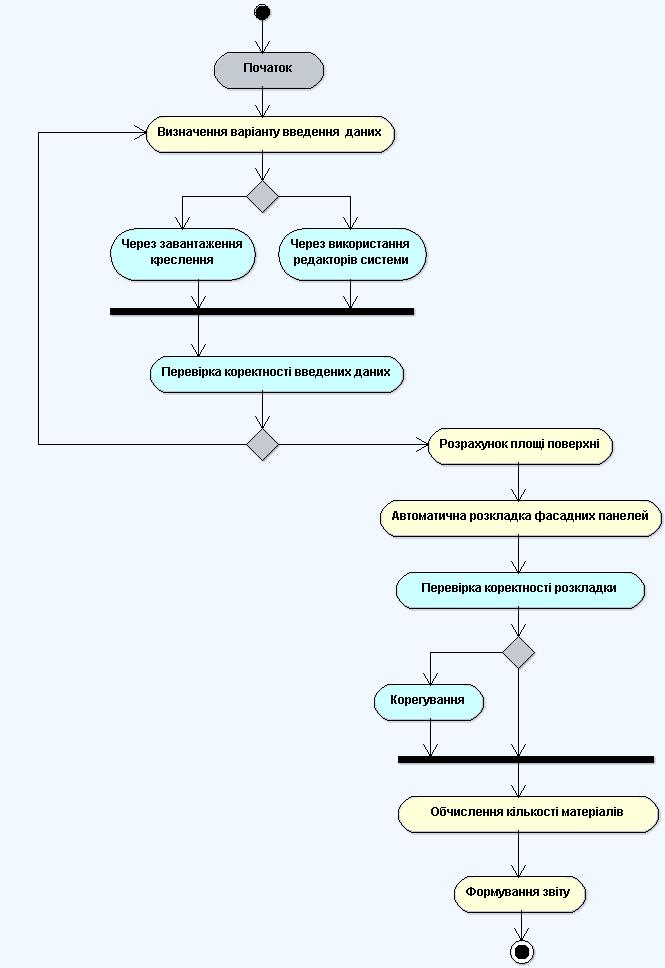 Початок
Визначення варіанту введення даних
Через завантаження
креслення
Через використання
редакторів системи
Перевірка коректності введених даних
Розрахунок площі поверхні
Автоматична розкладка фасадних панелей
Перевірка коректності розкладки
Корегування
Обчислення кількості матеріалів
Формування звіту